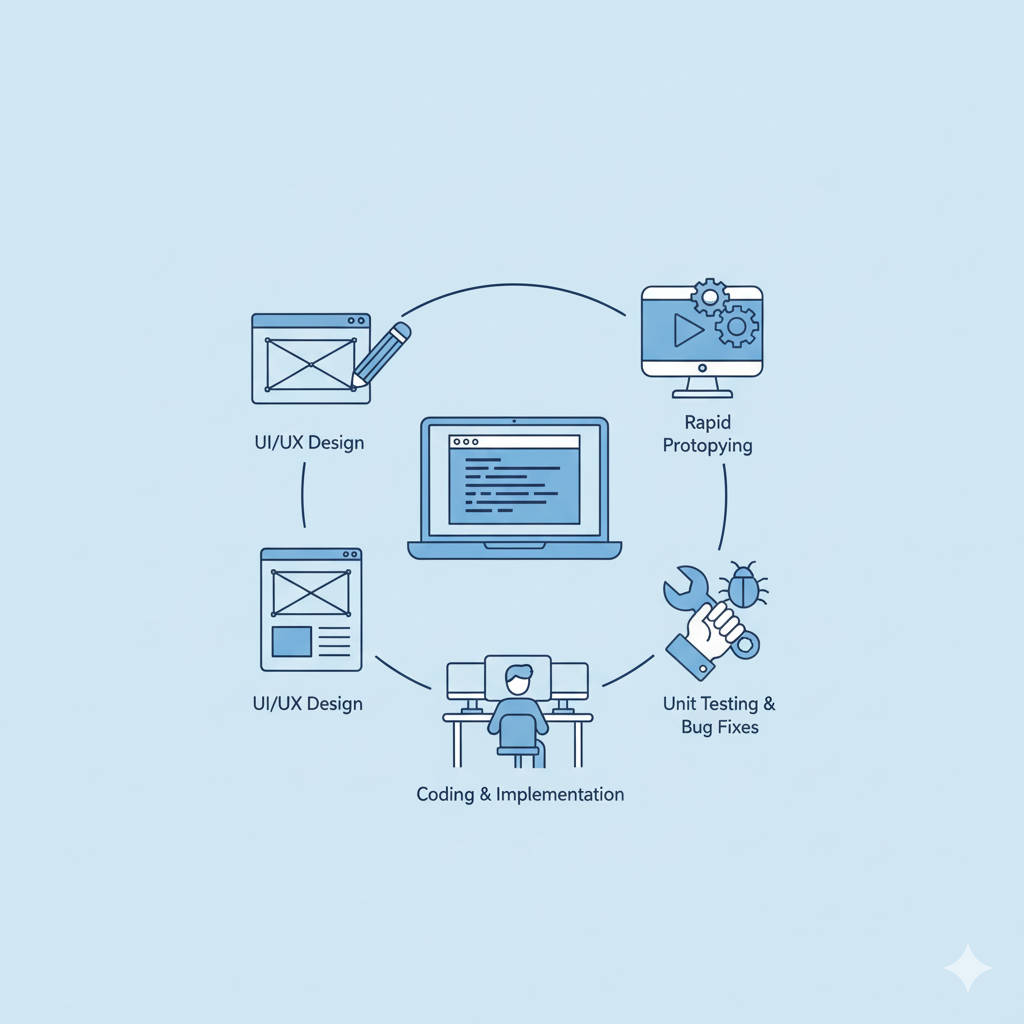 UI/UX Design
Rapid
Protopying
UI/UX Design
Unit Testing &
Bug Fixes
Coding & Implementation